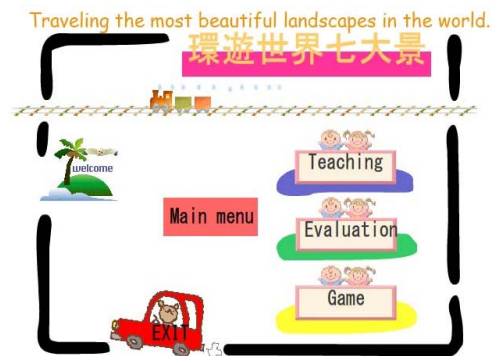 Traveling the most beautiful landscapes in the world.
環遊世界七大景
welcome
Teaching
Main menu
Evaluation
Game
EXIT